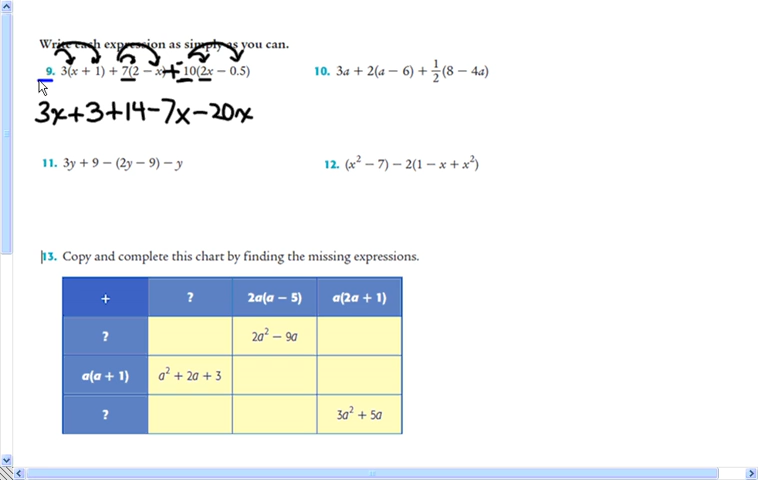 Write each expression as simply as you can.
9. 3(x + 1) + 7(2 − x) + 10(2x − 0.5)
10. 3a + 2(a − 6) + 1/2(8 − 4a)
3x+3+14−7x−20x
11. 3y + 9 − (2y − 9) − y
12. (x² − 7) − 2(1 − x + x²)
13. Copy and complete this chart by finding the missing expressions.
+ ? 2a(a − 5) a(2a + 1)
? 2a² − 9a
a(a + 1) a² + 2a + 3
? 3a² + 5a